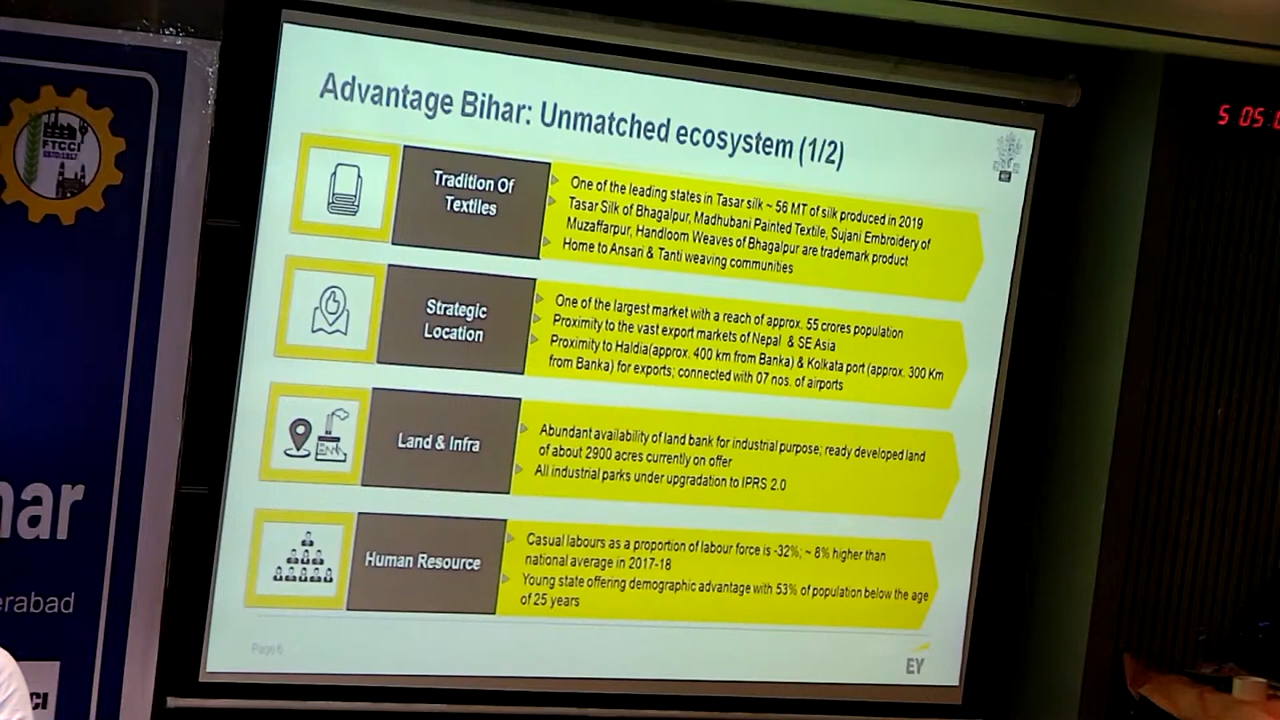 Advantage Bihar: Unmatched ecosystem (1/2)
Tradition Of
Textiles
One of the leading states in Tasar silk ~ 56 MT of silk produced in 2019
Tasar Silk of Bhagalpur, Madhubani Painted Textile, Sujani Embroidery of
Muzaffarpur, Handloom Weaves of Bhagalpur are trademark product
Home to Ansari & Tanti weaving communities
Strategic
Location
One of the largest market with a reach of approx. 55 crores population
Proximity to the vast export markets of Nepal & SE Asia
Proximity to Haldia(approx. 400 km from Banka) & Kolkata port (approx. 300 Km
from Banka) for exports; connected with 07 nos. of airports
Land & Infra
Abundant availability of land bank for industrial purpose; ready developed land
of about 2900 acres currently on offer
All industrial parks under upgradation to IPRS 2.0
Human Resource
Casual labours as a proportion of labour force is -32%; ~ 8% higher than
national average in 2017-18
Young state offering demographic advantage with 53% of population below the age
of 25 years
Page 6
EY
FTCCI
nar
erabad
CI
5 05